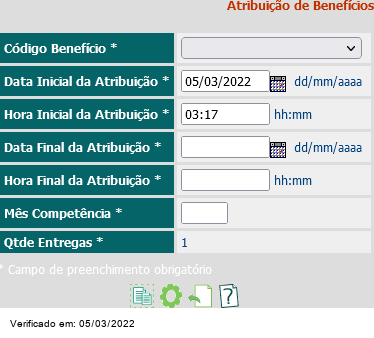 Atribuição de Benefícios
Código Benefício *
Data Inicial da Atribuição * 05/03/2022 dd/mm/aaaa
Hora Inicial da Atribuição * 03:17 hh:mm
Data Final da Atribuição * dd/mm/aaaa
Hora Final da Atribuição * hh:mm
Mês Competência *
Qtde Entregas * 1
* Campo de preenchimento obrigatório
?
Verificado em: 05/03/2022